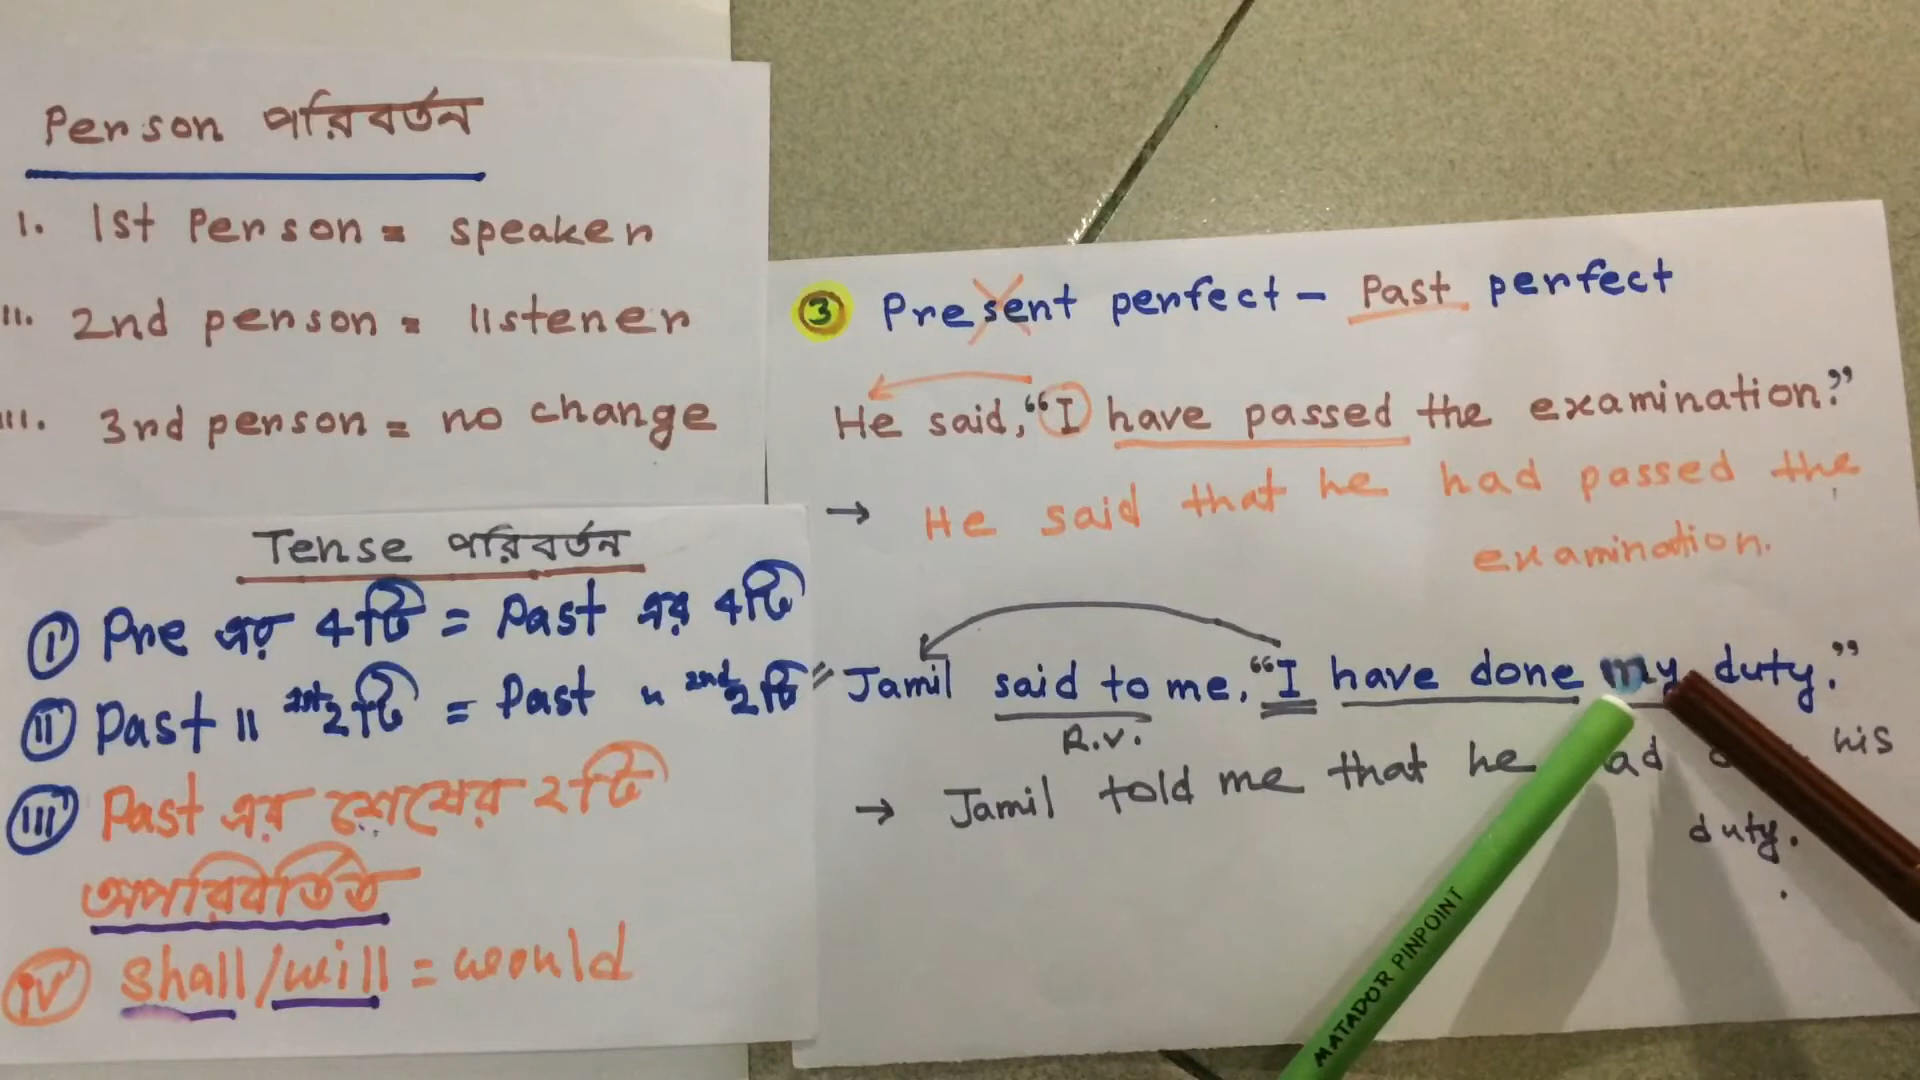 Person পরিবর্তন
I. 1st Person = speaker
II. 2nd person = listener
III. 3rd person = no change
Tense পরিবর্তন
I Pre এর 4টি = Past এর 4টি
II Past 11 1st 2টি = Past " 2nd 2টি "
III Past এর শেষের ২টি
অপরিবর্তিত
IV shall/will = would
3 Present perfect - Past perfect
He said, "I have passed the examination."
→ He said that he had passed the
examination.
Jamil said to me, "I have done my duty."
R.V.
→ Jamil told me that he his
duty.
MATADOR PINPOINT